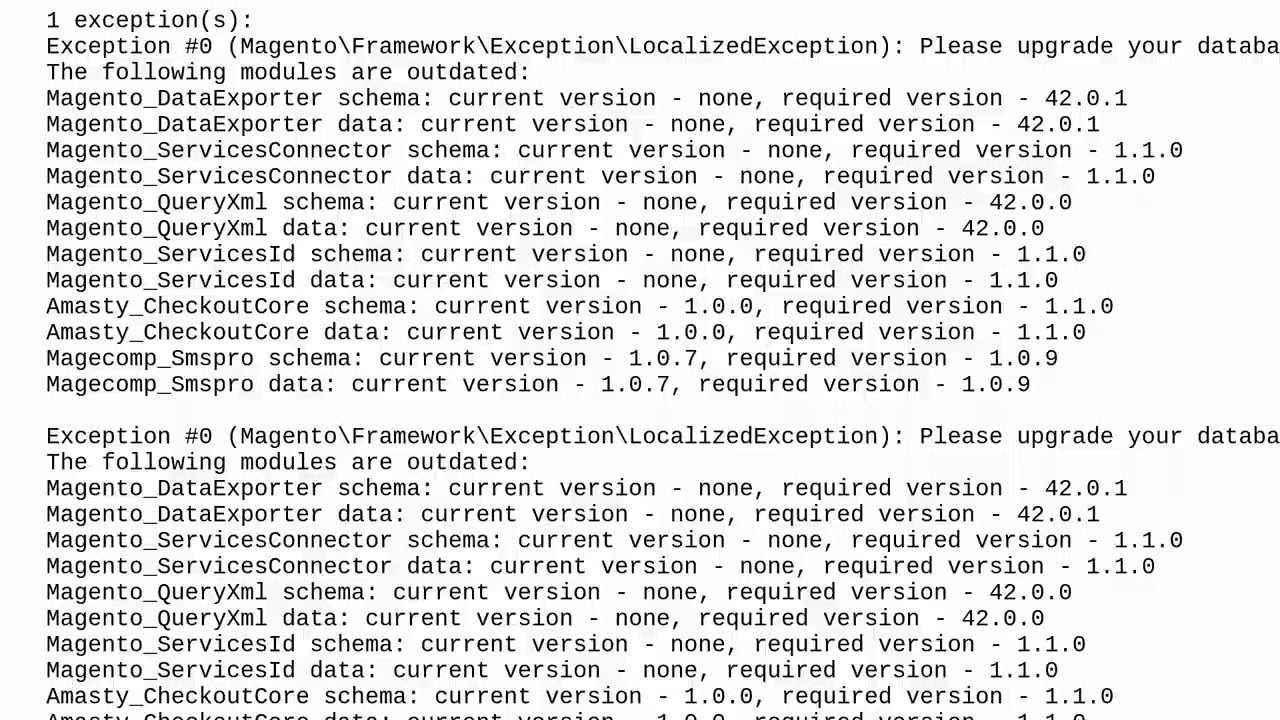 1 exception(s):
Exception #0 (Magento\Framework\Exception\LocalizedException): Please upgrade your databa
The following modules are outdated:
Magento_DataExporter schema: current version - none, required version - 42.0.1
Magento_DataExporter data: current version - none, required version - 42.0.1
Magento_ServicesConnector schema: current version - none, required version - 1.1.0
Magento_ServicesConnector data: current version - none, required version - 1.1.0
Magento_QueryXml schema: current version - none, required version - 42.0.0
Magento_QueryXml data: current version - none, required version - 42.0.0
Magento_ServicesId schema: current version - none, required version - 1.1.0
Magento_ServicesId data: current version - none, required version - 1.1.0
Amasty_CheckoutCore schema: current version - 1.0.0, required version - 1.1.0
Amasty_CheckoutCore data: current version - 1.0.0, required version - 1.1.0
Magecomp_Smspro schema: current version - 1.0.7, required version - 1.0.9
Magecomp_Smspro data: current version - 1.0.7, required version - 1.0.9
Exception #0 (Magento\Framework\Exception\LocalizedException): Please upgrade your databa
The following modules are outdated:
Magento_DataExporter schema: current version - none, required version - 42.0.1
Magento_DataExporter data: current version - none, required version - 42.0.1
Magento_ServicesConnector schema: current version - none, required version - 1.1.0
Magento_ServicesConnector data: current version - none, required version - 1.1.0
Magento_QueryXml schema: current version - none, required version - 42.0.0
Magento_QueryXml data: current version - none, required version - 42.0.0
Magento_ServicesId schema: current version - none, required version - 1.1.0
Magento_ServicesId data: current version - none, required version - 1.1.0
Amasty_CheckoutCore schema: current version - 1.0.0, required version - 1.1.0
Amasty_CheckoutCore data: current version - 1.0.0, required version - 1.1.0